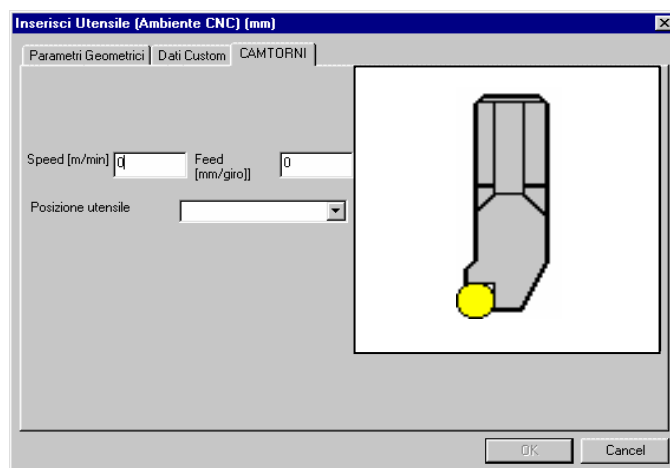 Inserisci Utensile (Ambiente CNC) (mm)
Parametri Geometrici Dati Custom CAMTORNI
Speed [m/min] 0 Feed 0
[mm/giro]]
Posizione utensile
OK Cancel